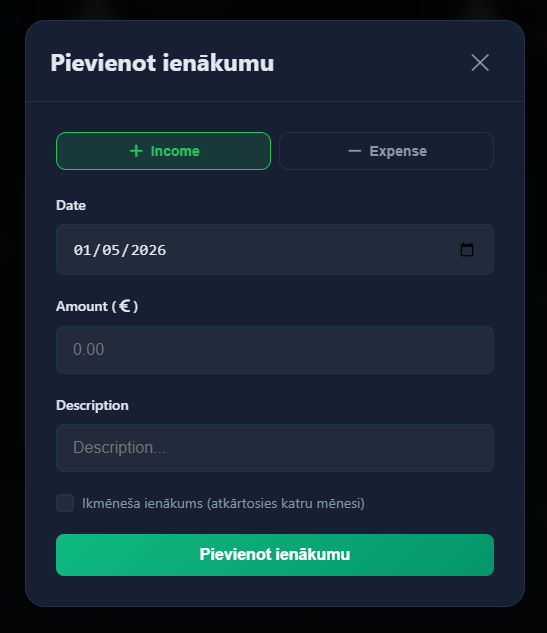 Pievienot ienākumu
+ Income
− Expense
Date
01/05/2026
Amount (€)
0.00
Description
Description...
Ikmēneša ienākums (atkārtosies katru mēnesi)
Pievienot ienākumu